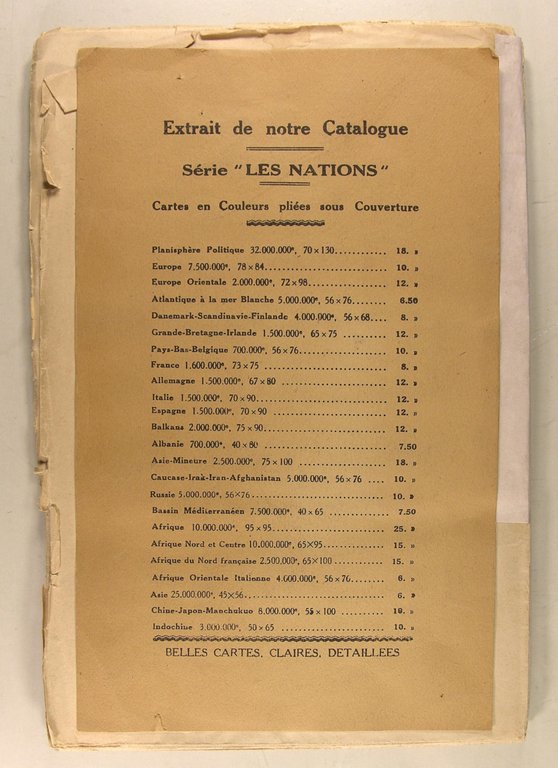 Extrait de notre Catalogue
Série "LES NATIONS"
Cartes en Couleurs pliées sous Couverture
Planisphère Politique 32.000.000e, 70×130............ 18. »
Europe 7.500.000e, 78×84............................ 10. »
Europe Orientale 2.000.000e, 72×98.................. 12. »
Atlantique à la mer Blanche 5.000.000e, 56×76....... 6.50
Danemark-Scandinavie-Finlande 4.000.000e, 56×68.... 8. »
Grande-Bretagne-Irlande 1.500.000e, 65×75 .......... 12. »
Pays-Bas-Belgique 700.000e, 56×76................... 10. »
France 1.600.000e, 73×75 ........................... 8. »
Allemagne 1.500.000e, 67×80 ........................ 12. »
Italie 1.500.000e, 70×90............................ 12. »
Espagne 1.500.000e, 70×90 .......................... 12. »
Balkans 2.000.000e, 75×90........................... 12. »
Albanie 700.000e, 40×80 ............................ 7.50
Asie-Mineure 2.500.000e, 75×100 .................... 18. »
Caucase-Irak-Iran-Afghanistan 5.000.000e, 56×76 .... 10. »
Russie 5.000.000e, 56×76............................ 10. »
Bassin Méditerranéen 7.500.000e, 40×65 ............. 7.50
Afrique 10.000.000e, 95×95.......................... 25. »
Afrique Nord et Centre 10.000.000e, 65×95........... 15. »
Afrique du Nord française 2.500.000e, 65×100........ 15. »
Afrique Orientale Italienne 4.000.000e, 56×76....... 6. »
Asie 25.000.000e, 45×56............................. 6. »
Chine-Japon-Manchukuo 8.000.000e, 55×100 ........... 18. »
Indochine 3.000.000e, 50×65 ........................ 10. »
BELLES CARTES, CLAIRES, DETAILLEES